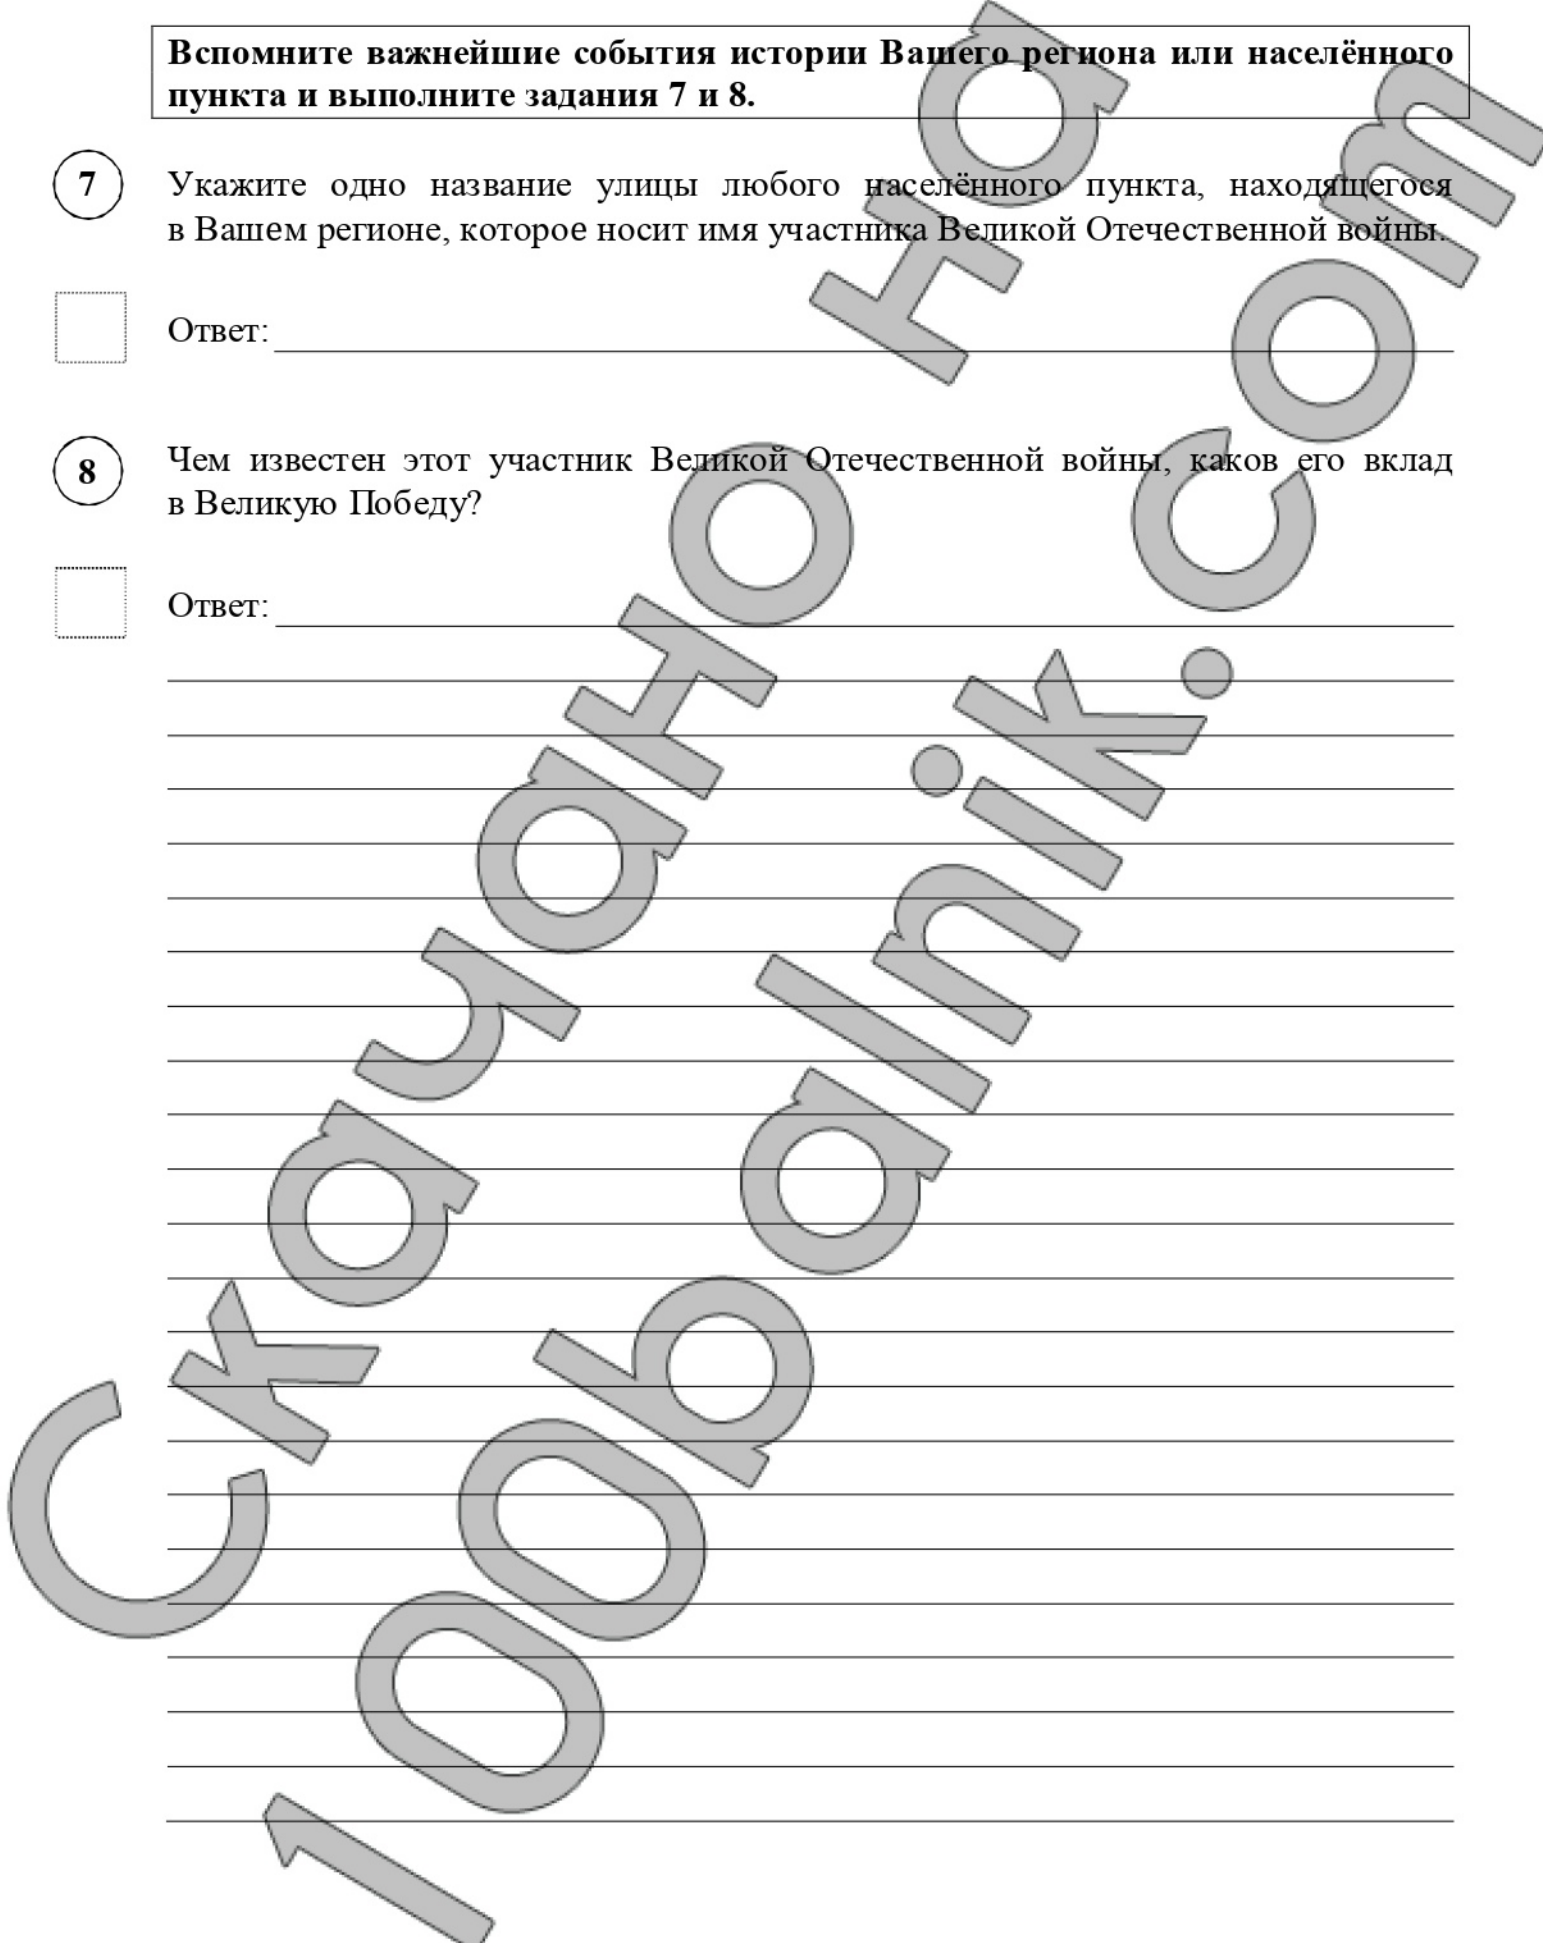 Вспомните важнейшие события истории Вашего региона или населённого
пункта и выполните задания 7 и 8.
7
Укажите одно название улицы любого населённого пункта, находящегося
в Вашем регионе, которое носит имя участника Великой Отечественной войны.
Ответ:
8
Чем известен этот участник Великой Отечественной войны, каков его вклад
в Великую Победу?
Ответ:
Скачано на
100balnik.com